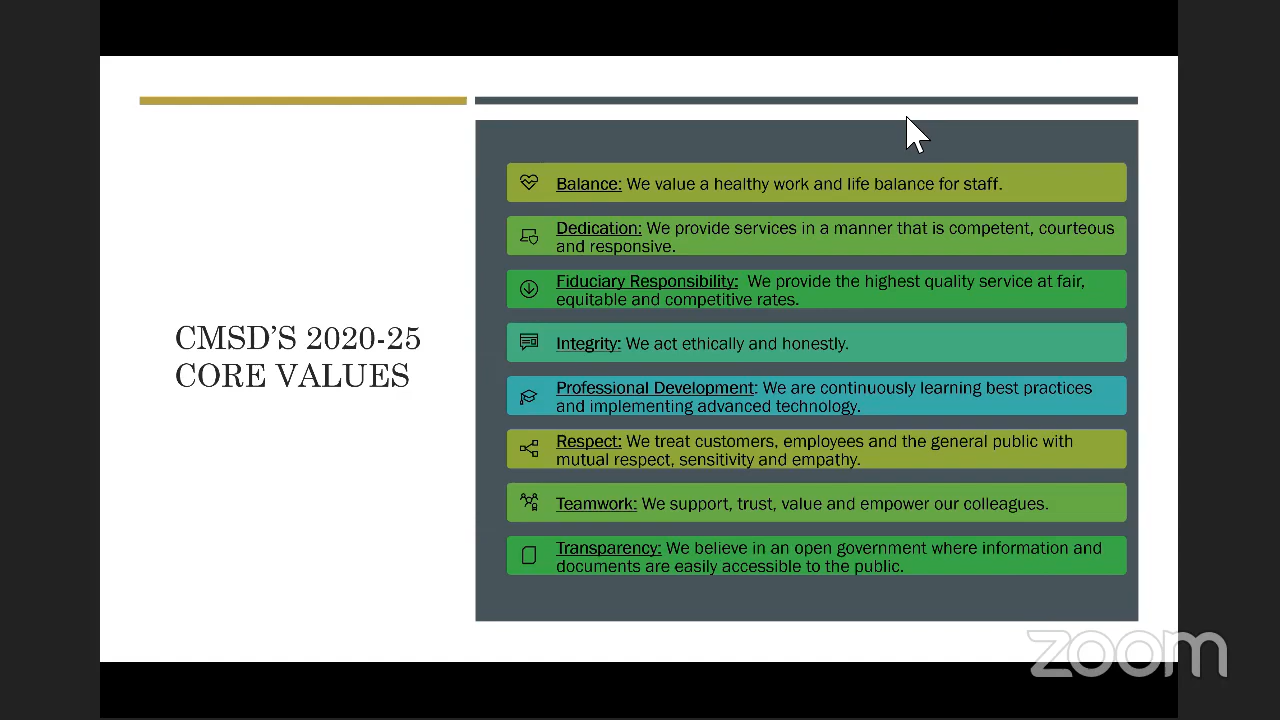 CMSD’S 2020-25
CORE VALUES
Balance: We value a healthy work and life balance for staff.
Dedication: We provide services in a manner that is competent, courteous
and responsive.
Fiduciary Responsibility:  We provide the highest quality service at fair,
equitable and competitive rates.
Integrity: We act ethically and honestly.
Professional Development: We are continuously learning best practices
and implementing advanced technology.
Respect: We treat customers, employees and the general public with
mutual respect, sensitivity and empathy.
Teamwork: We support, trust, value and empower our colleagues.
Transparency: We believe in an open government where information and
documents are easily accessible to the public.
zoom